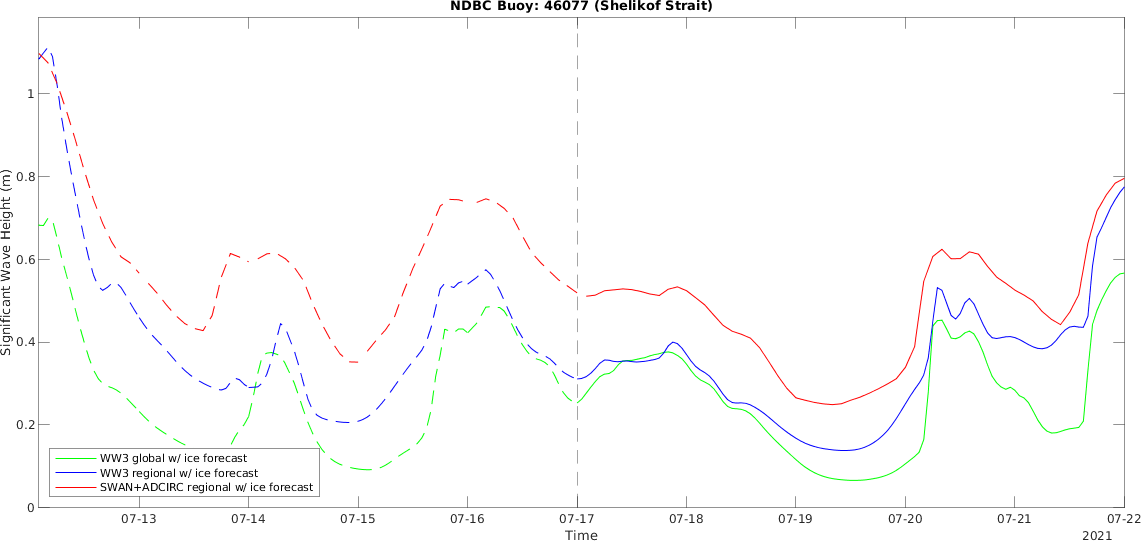 NDBC Buoy: 46077 (Shelikof Strait)
Significant Wave Height (m)
1
0.8
0.6
0.4
0.2
0
WW3 global w/ ice forecast
WW3 regional w/ ice forecast
SWAN+ADCIRC regional w/ ice forecast
07-13 07-14 07-15 07-16 07-17 07-18 07-19 07-20 07-21 07-22
Time
2021